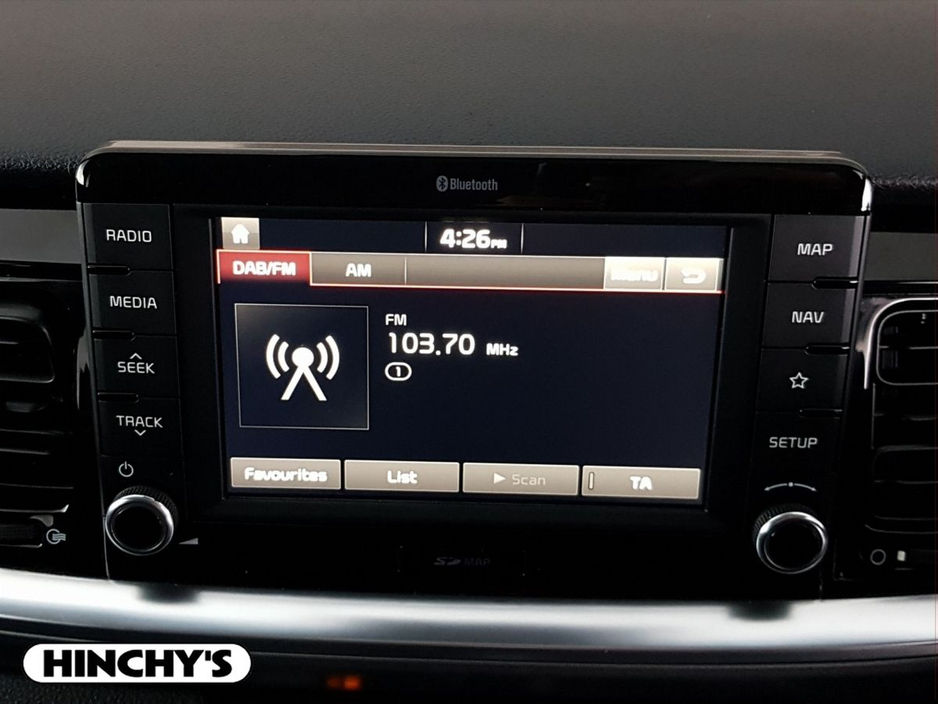 Bluetooth
RADIO
MEDIA
SEEK
TRACK
4:26PM
DAB/FM
AM
Menu
FM
103.70 MHz
1
Favourites
List
Scan
TA
MAP
NAV
SETUP
SD MAP
HINCHY'S